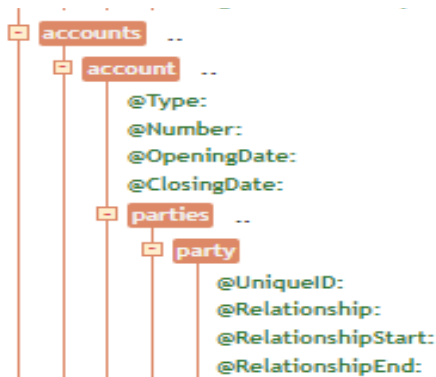 accounts ..
account ..
@Type:
@Number:
@OpeningDate:
@ClosingDate:
parties ..
party
@UniqueID:
@Relationship:
@RelationshipStart:
@RelationshipEnd: